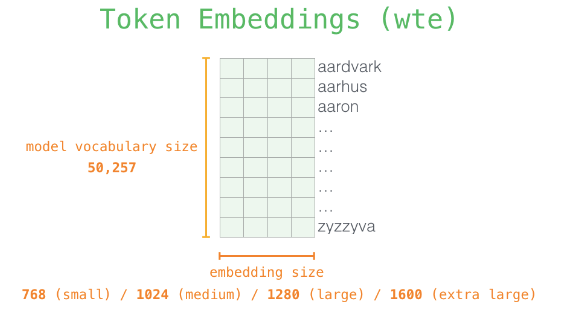 Token Embeddings (wte)
aardvark
aarhus
aaron
...
...
...
...
...
zyzzyva
model vocabulary size
50,257
embedding size
768 (small) / 1024 (medium) / 1280 (large) / 1600 (extra large)